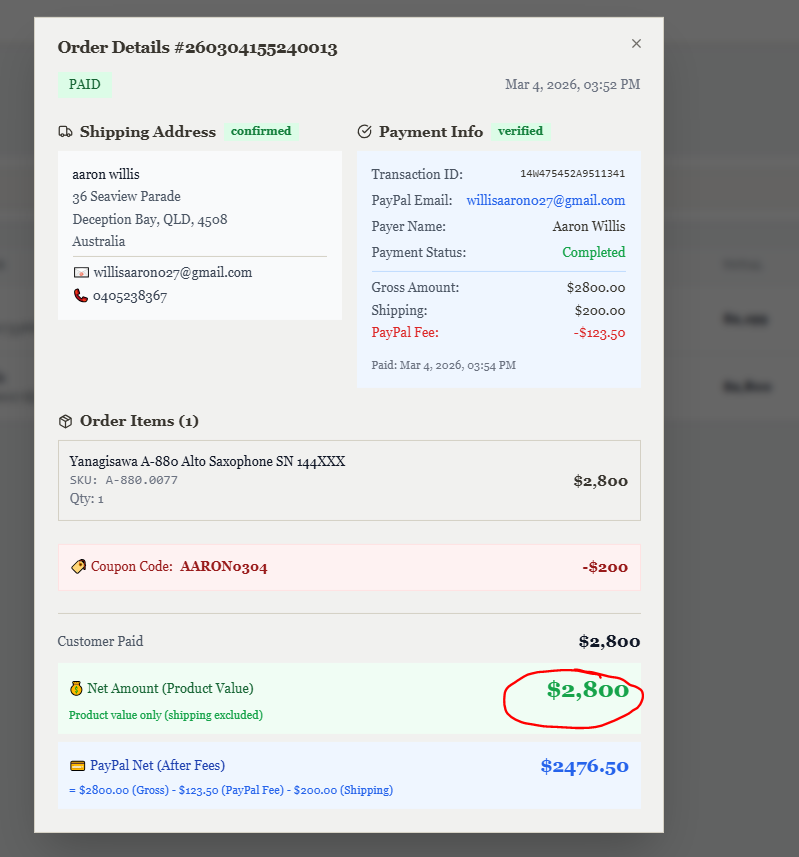 Order Details #260304155240013
PAID
Mar 4, 2026, 03:52 PM
Shipping Address confirmed
aaron willis
36 Seaview Parade
Deception Bay, QLD, 4508
Australia
willisaaron027@gmail.com
0405238367
Payment Info verified
Transaction ID: 14W475452A9511341
PayPal Email: willisaaron027@gmail.com
Payer Name: Aaron Willis
Payment Status: Completed
Gross Amount: $2800.00
Shipping: $200.00
PayPal Fee: -$123.50
Paid: Mar 4, 2026, 03:54 PM
Order Items (1)
Yanagisawa A-880 Alto Saxophone SN 144XXX
SKU: A-880.0077
Qty: 1
$2,800
Coupon Code: AARON0304 -$200
Customer Paid $2,800
Net Amount (Product Value) $2,800
Product value only (shipping excluded)
PayPal Net (After Fees) $2476.50
= $2800.00 (Gross) - $123.50 (PayPal Fee) - $200.00 (Shipping)